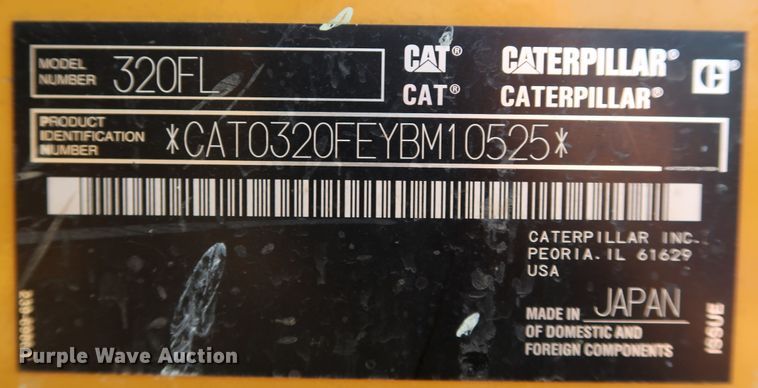 MODEL NUMBER 320FL
CAT® CATERPILLAR® C®
CAT® CATERPILLAR®
PRODUCT IDENTIFICATION NUMBER *CAT0320FEYBM10525*
CATERPILLAR INC.
PEORIA, IL 61629
USA
MADE IN JAPAN
OF DOMESTIC AND
FOREIGN COMPONENTS
ISSUE
Purple Wave Auction